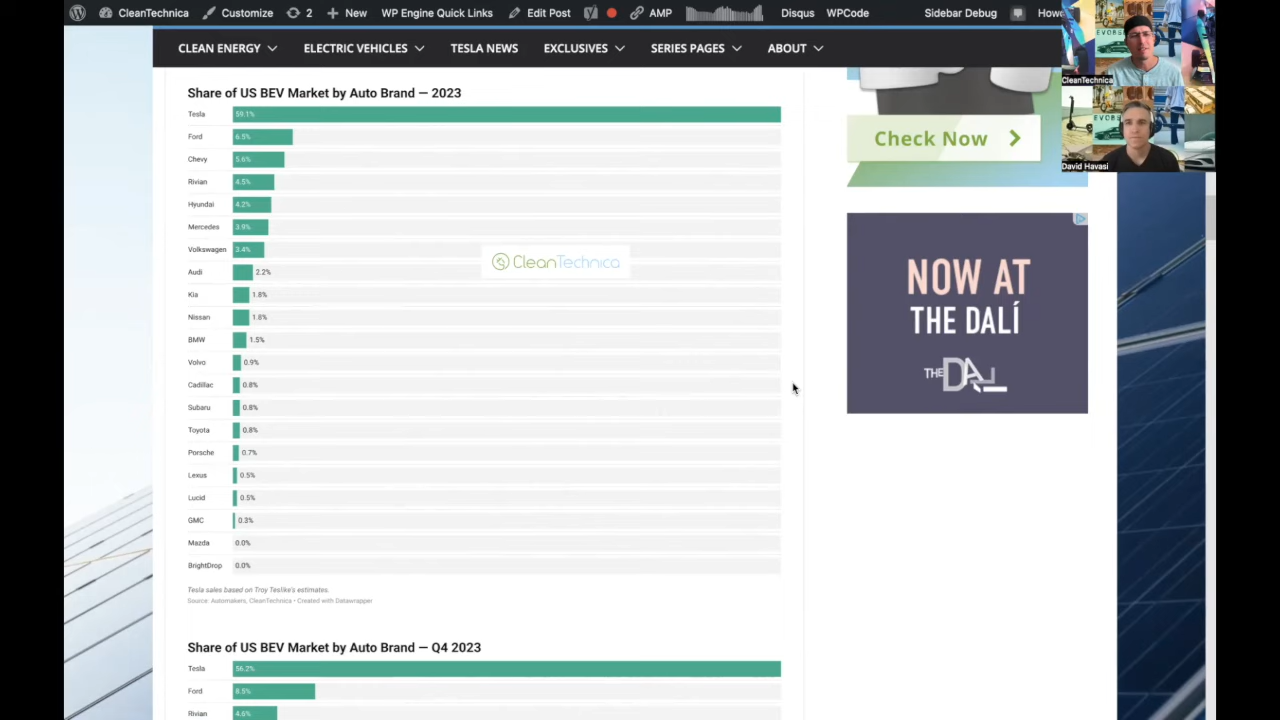 CleanTechnica
Customize
2
New
WP Engine Quick Links
Edit Post
AMP
Disqus
WPCode
Sidebar Debug
CLEAN ENERGY
ELECTRIC VEHICLES
TESLA NEWS
EXCLUSIVES
SERIES PAGES
ABOUT
CleanTechnica
EVOBS
David Havasi
Share of US BEV Market by Auto Brand — 2023
Tesla 59.1%
Ford 6.5%
Chevy 5.6%
Rivian 4.5%
Hyundai 4.2%
Mercedes 3.9%
Volkswagen 3.4%
Audi 2.2%
Kia 1.8%
Nissan 1.8%
BMW 1.5%
Volvo 0.9%
Cadillac 0.8%
Subaru 0.8%
Toyota 0.8%
Porsche 0.7%
Lexus 0.5%
Lucid 0.5%
GMC 0.3%
Mazda 0.0%
BrightDrop 0.0%
CleanTechnica
Tesla sales based on Troy Teslike's estimates.
Source: Automakers, CleanTechnica • Created with Datawrapper
Share of US BEV Market by Auto Brand — Q4 2023
Tesla 56.2%
Ford 8.5%
Rivian 4.6%
Check Now
NOW AT
THE DALÍ
THE DALI